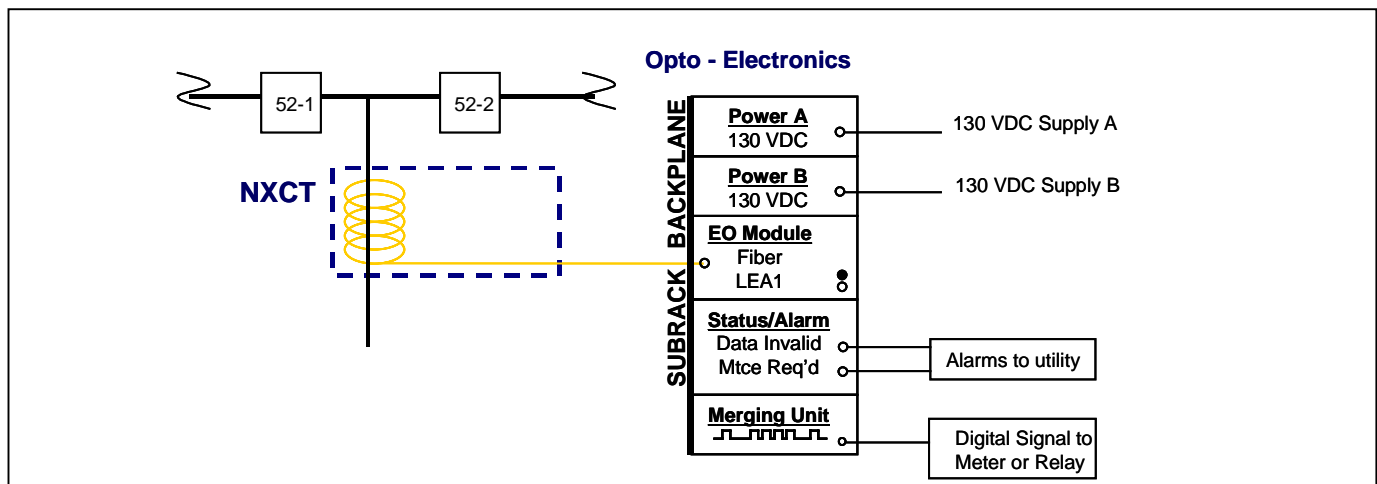 Opto - Electronics
52-1
52-2
NXCT
SUBRACK BACKPLANE
Power A
130 VDC
130 VDC Supply A
Power B
130 VDC
130 VDC Supply B
EO Module
Fiber
LEA1
Status/Alarm
Data Invalid
Mtce Req'd
Alarms to utility
Merging Unit
Digital Signal to
Meter or Relay